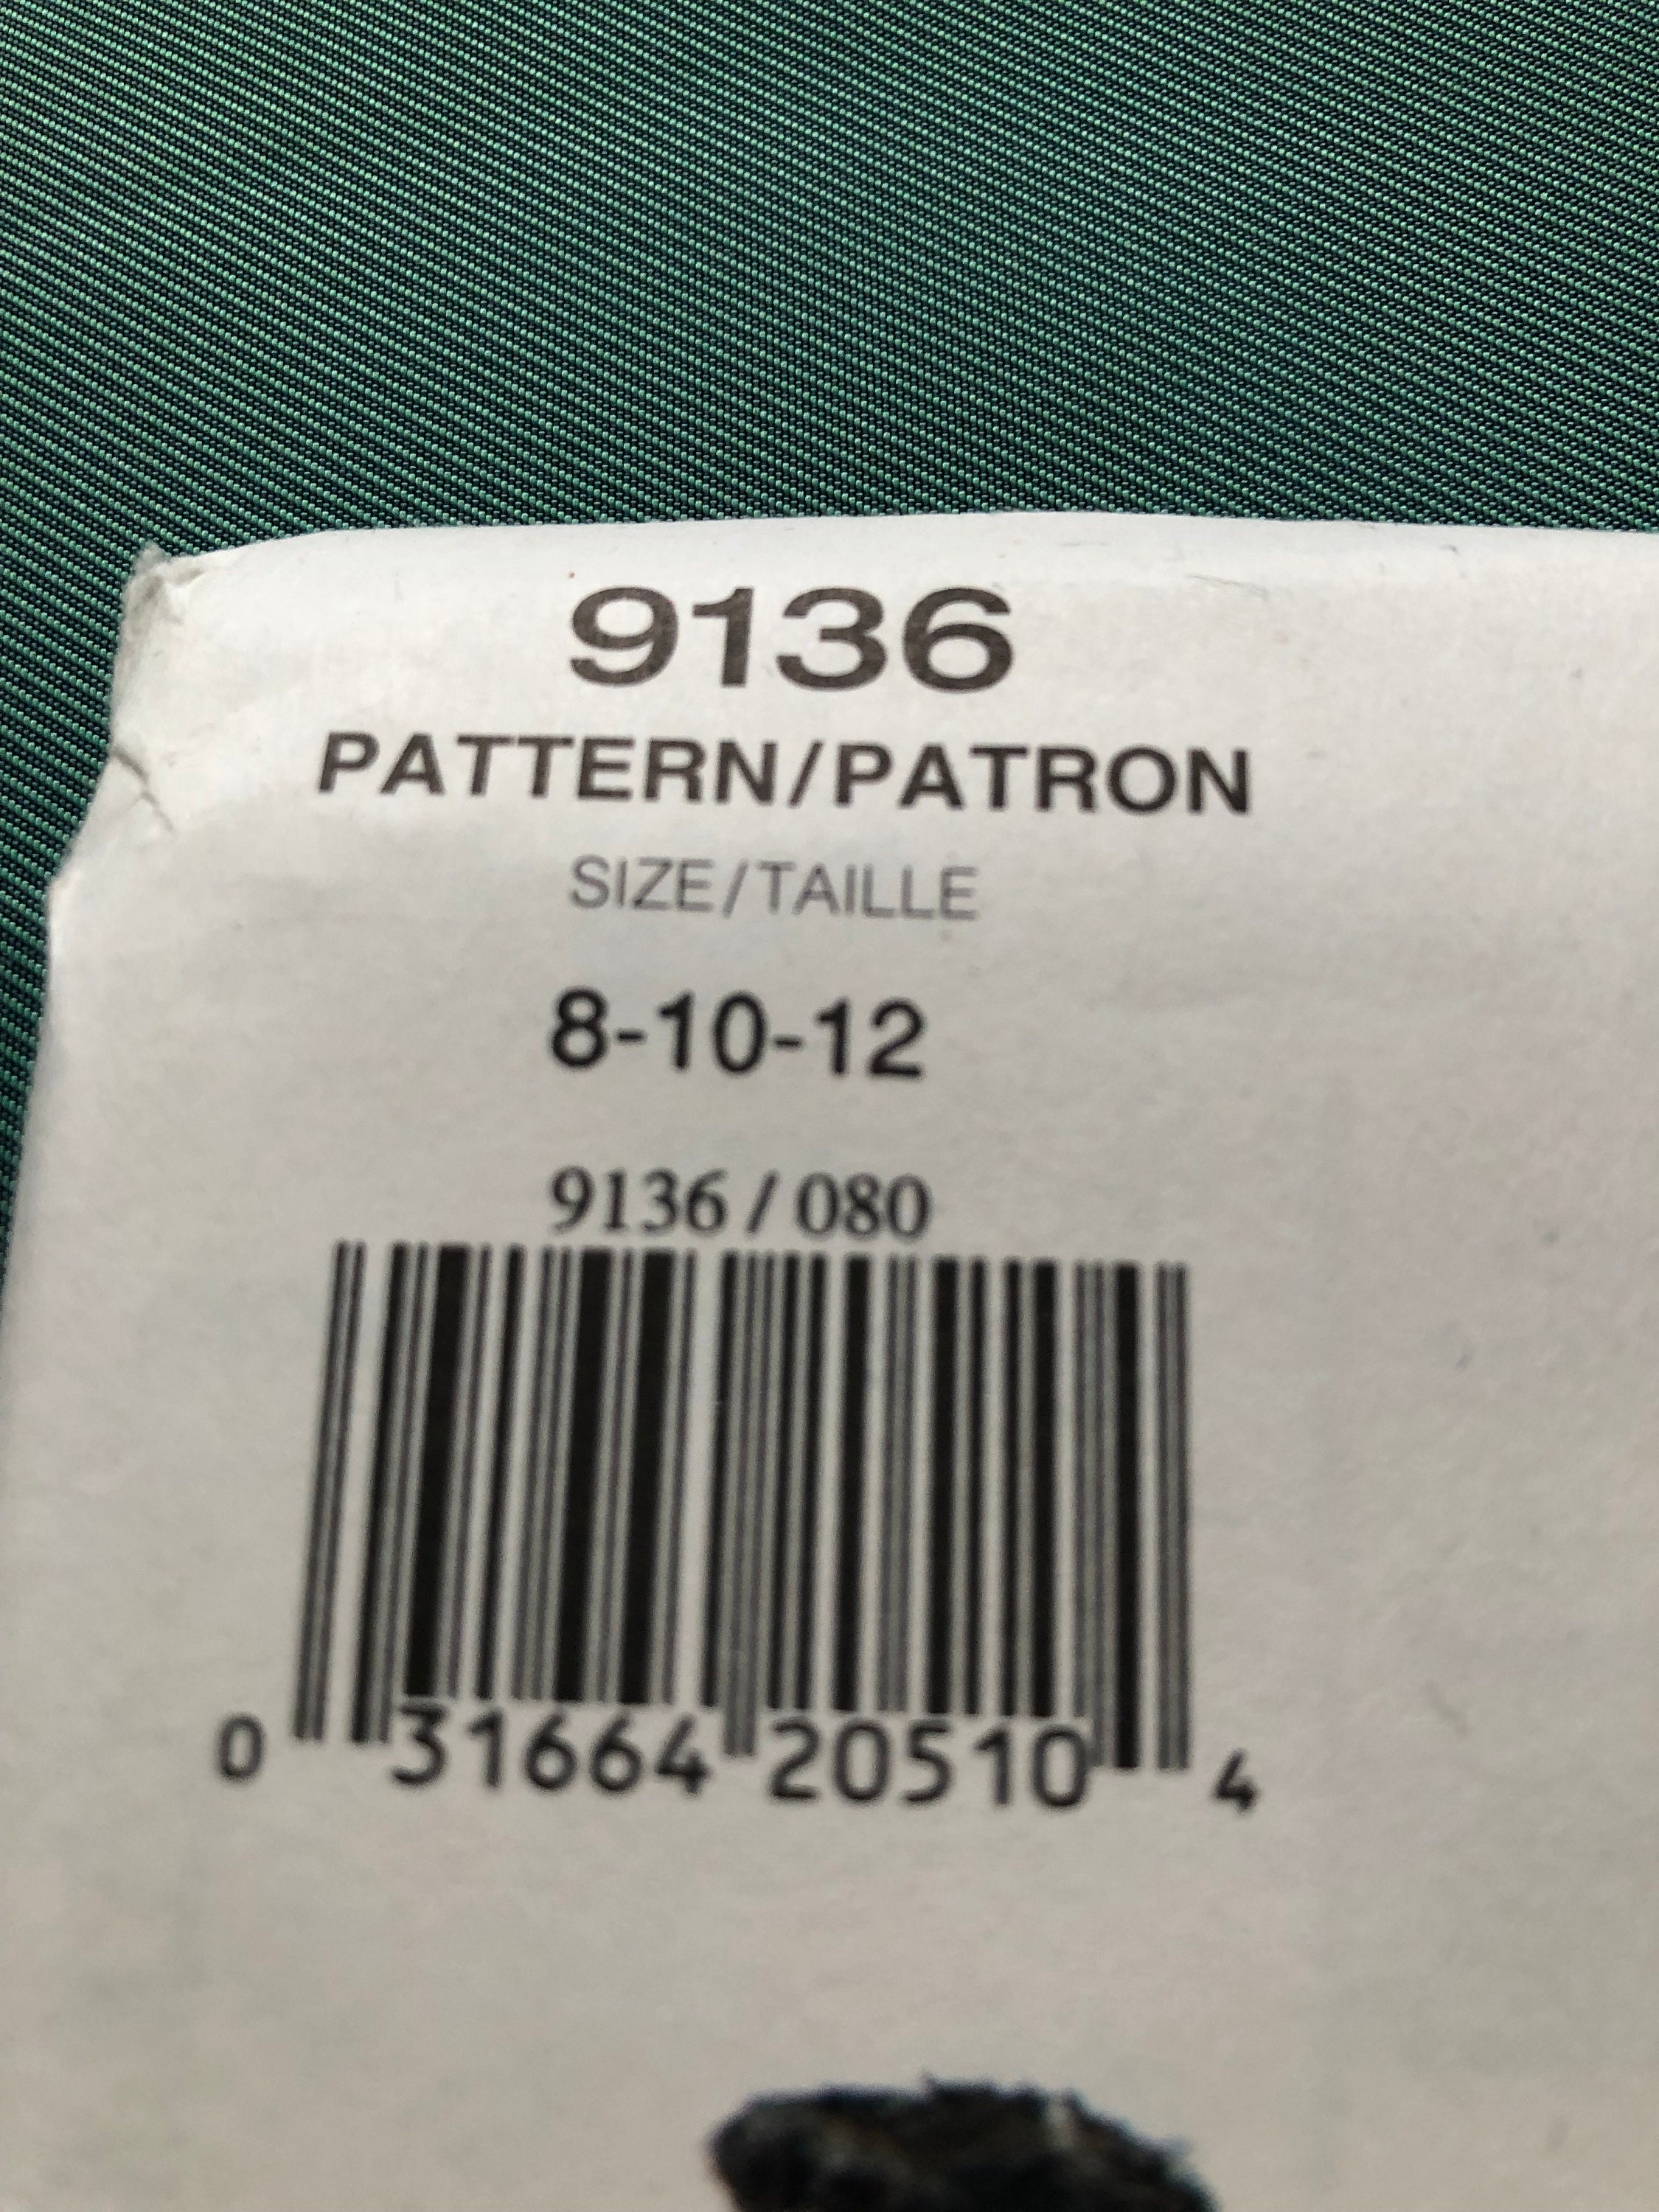 9136
PATTERN/PATRON
SIZE/TAILLE
8-10-12
9136 / 080
0 31664 20510 4